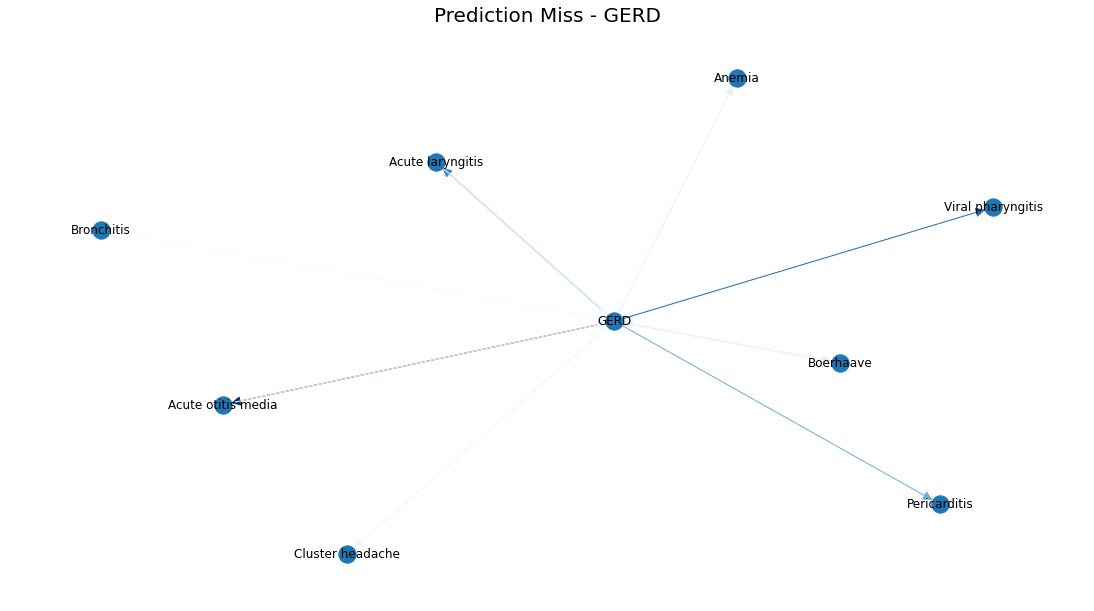 Prediction Miss - GERD
Anemia
Acute laryngitis
Viral pharyngitis
Bronchitis
GERD
Boerhaave
Acute otitis media
Pericarditis
Cluster headache